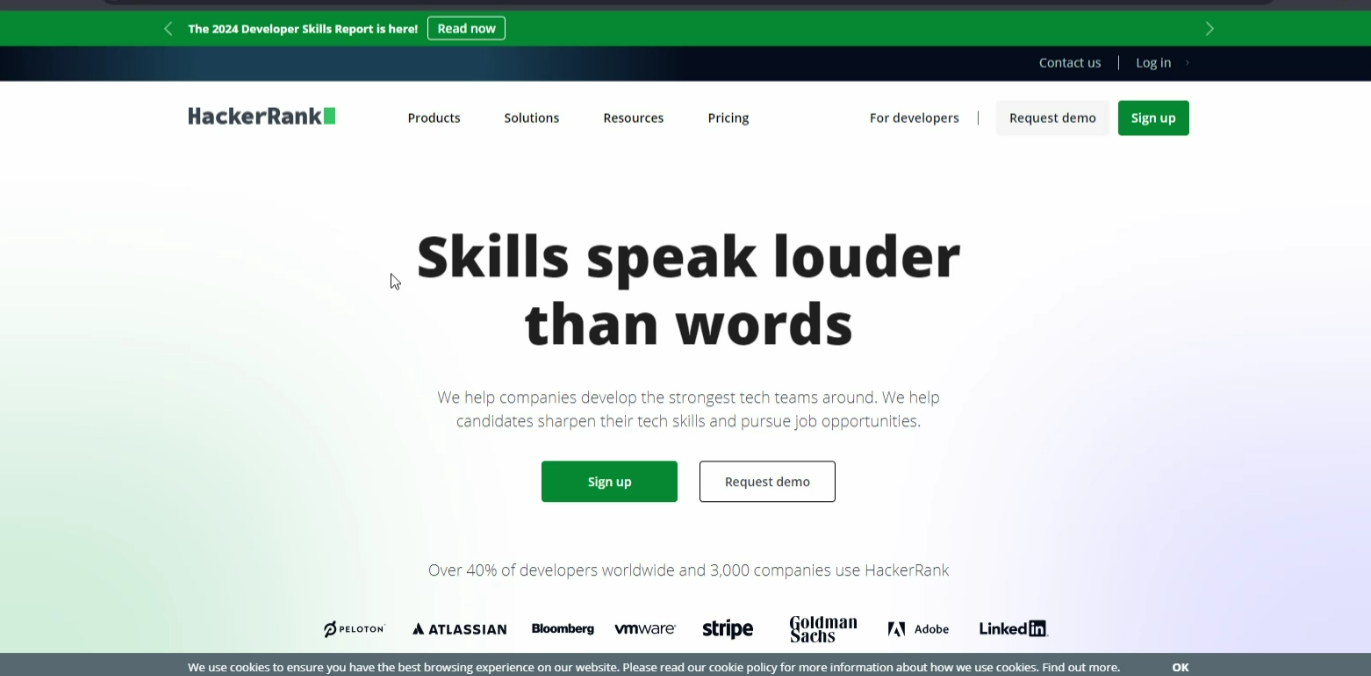 The 2024 Developer Skills Report is here! Read now
Contact us | Log in
HackerRank Products Solutions Resources Pricing For developers | Request demo Sign up
Skills speak louder
than words
We help companies develop the strongest tech teams around. We help
candidates sharpen their tech skills and pursue job opportunities.
Sign up Request demo
Over 40% of developers worldwide and 3,000 companies use HackerRank
PELOTON ATLASSIAN Bloomberg vmware stripe Goldman Sachs Adobe Linked in
We use cookies to ensure you have the best browsing experience on our website. Please read our cookie policy for more information about how we use cookies. Find out more. OK